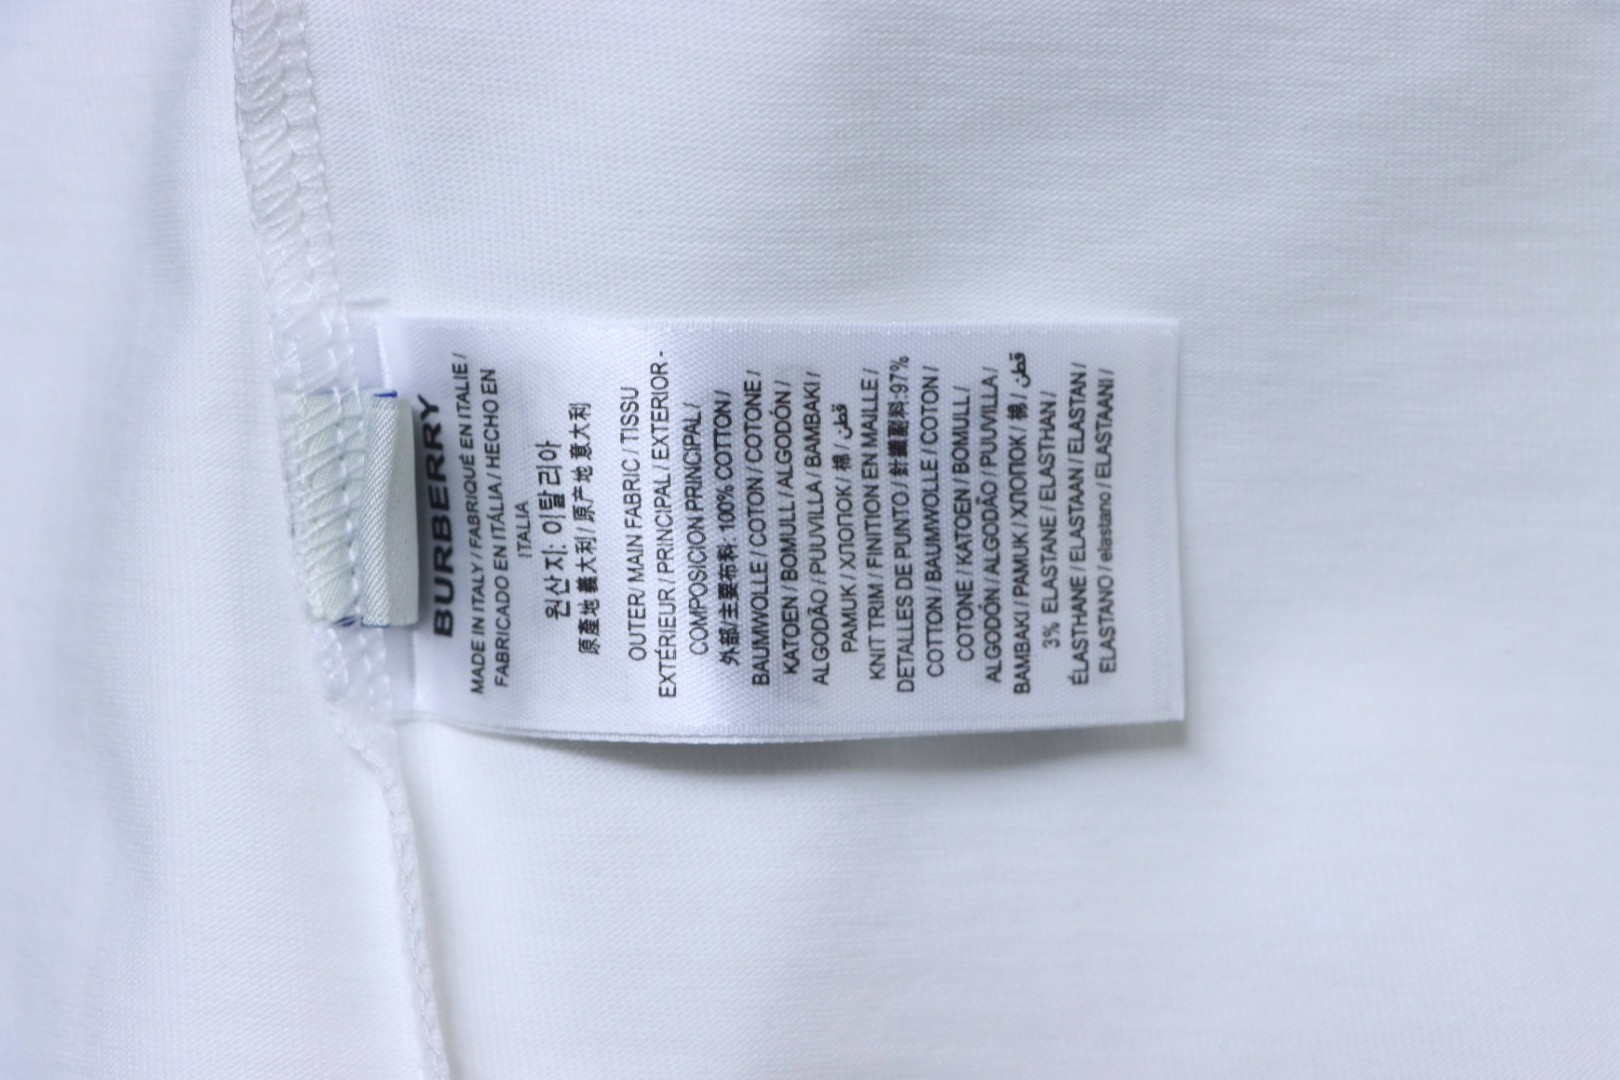 BURBERRY
MADE IN ITALY / FABRIQUÉ EN ITALIE /
FABRICADO EN ITÁLIA / HECHO EN
ITALIA
원산지: 이탈리아
原產地 義大利 / 原产地 意大利
OUTER / MAIN FABRIC / TISSU
EXTÉRIEUR / PRINCIPAL / EXTERIOR -
COMPOSICION PRINCIPAL /
外部/主要布料: 100% COTTON /
BAUMWOLLE / COTON / COTONE /
KATOEN / BOMULL / ALGODÓN /
ALGODÃO / PUUVILLA / BAMBAKI /
PAMUK / ХЛОПОК / 棉 / قطن
KNIT TRIM / FINITION EN MAILLE /
DETALLES DE PUNTO / 針織副料:97%
COTTON / BAUMWOLLE / COTON /
COTONE / KATOEN / BOMULL /
ALGODÓN / ALGODÃO / PUUVILLA /
BAMBAKI / PAMUK / ХЛОПОК / 棉 / قطن
3% ELASTANE / ELASTHAN /
ÉLASTHANE / ELASTAAN / ELASTAN /
ELASTANO / elastano / ELASTAANI /